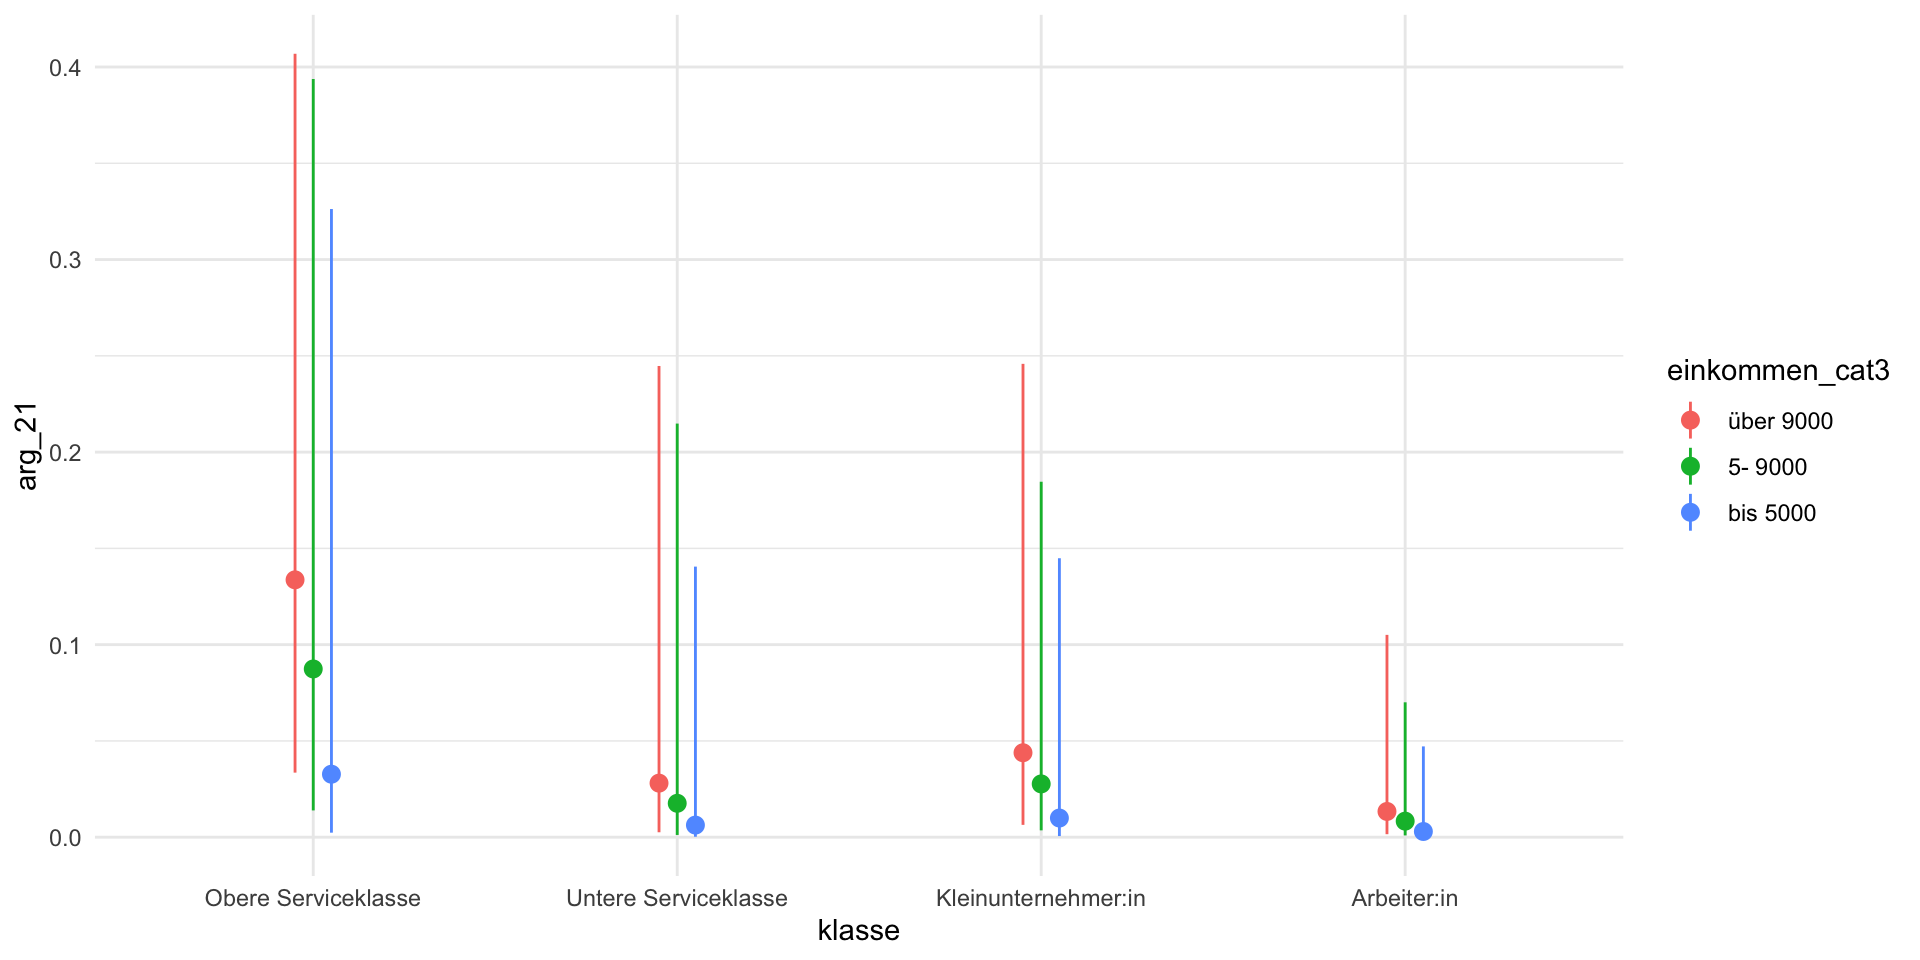 0.4
0.3
0.2
0.1
0.0
arg_21
Obere Serviceklasse
Untere Serviceklasse
Kleinunternehmer:in
Arbeiter:in
klasse
einkommen_cat3
über 9000
5- 9000
bis 5000